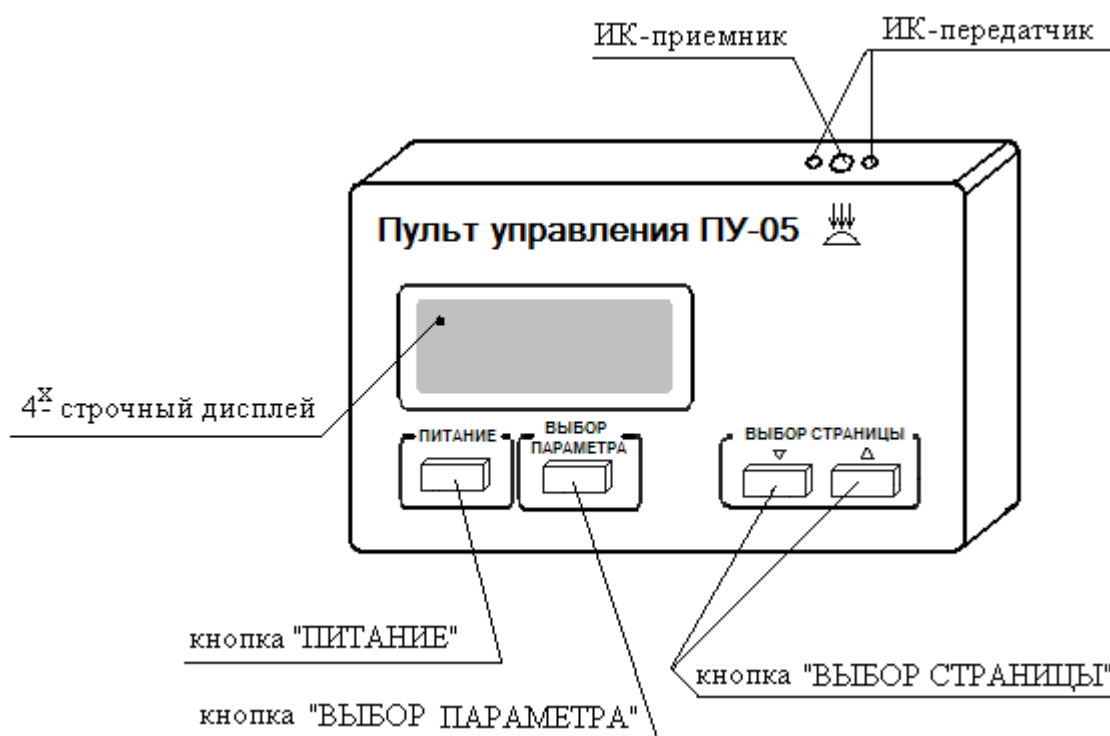 ИК-приемник
ИК-передатчик
Пульт управления ПУ-05
4х- строчный дисплей
ПИТАНИЕ
ВЫБОР
ПАРАМЕТРА
ВЫБОР СТРАНИЦЫ
кнопка "ПИТАНИЕ"
кнопка "ВЫБОР СТРАНИЦЫ"
кнопка "ВЫБОР ПАРАМЕТРА"